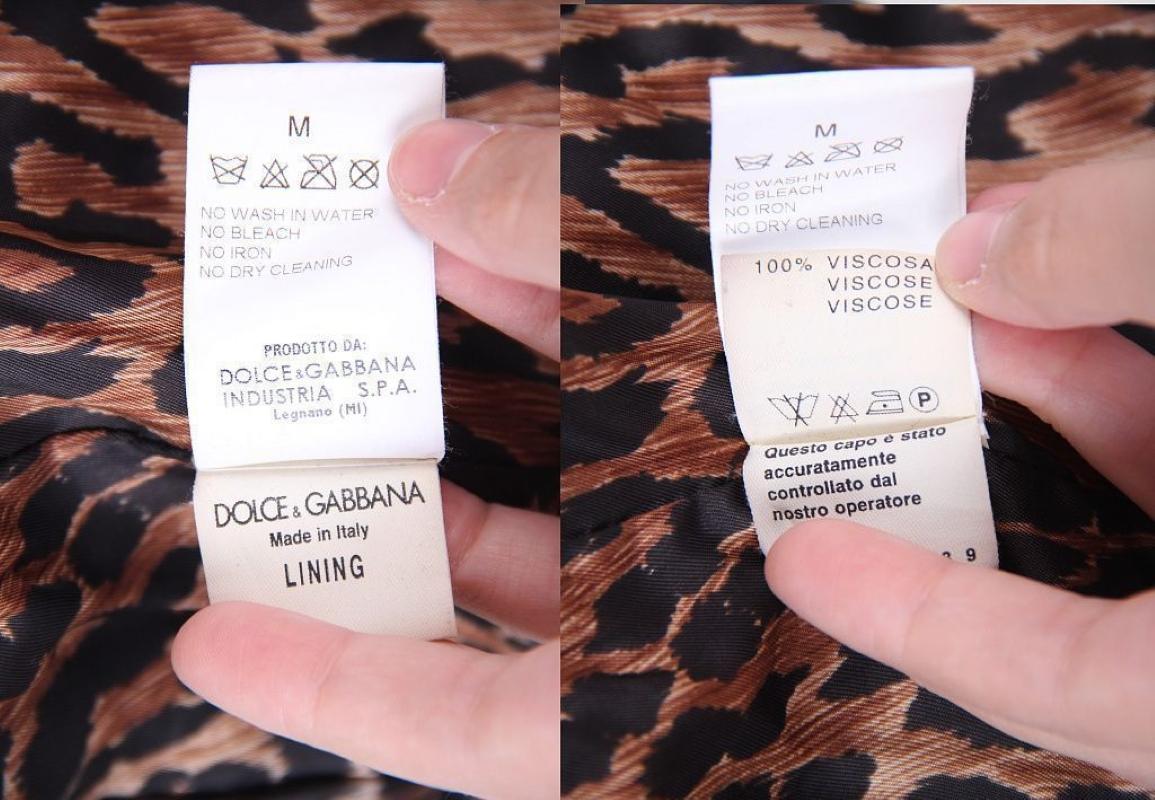 M
NO WASH IN WATER
NO BLEACH
NO IRON
NO DRY CLEANING
PRODOTTO DA:
DOLCE&GABBANA
INDUSTRIA S.P.A.
Legnano (MI)
DOLCE & GABBANA
Made in Italy
LINING
M
NO WASH IN WATER
NO BLEACH
NO IRON
NO DRY CLEANING
100% VISCOSA
VISCOSE
VISCOSE
P
Questo capo è stato
accuratamente
controllato dal
nostro operatore
9